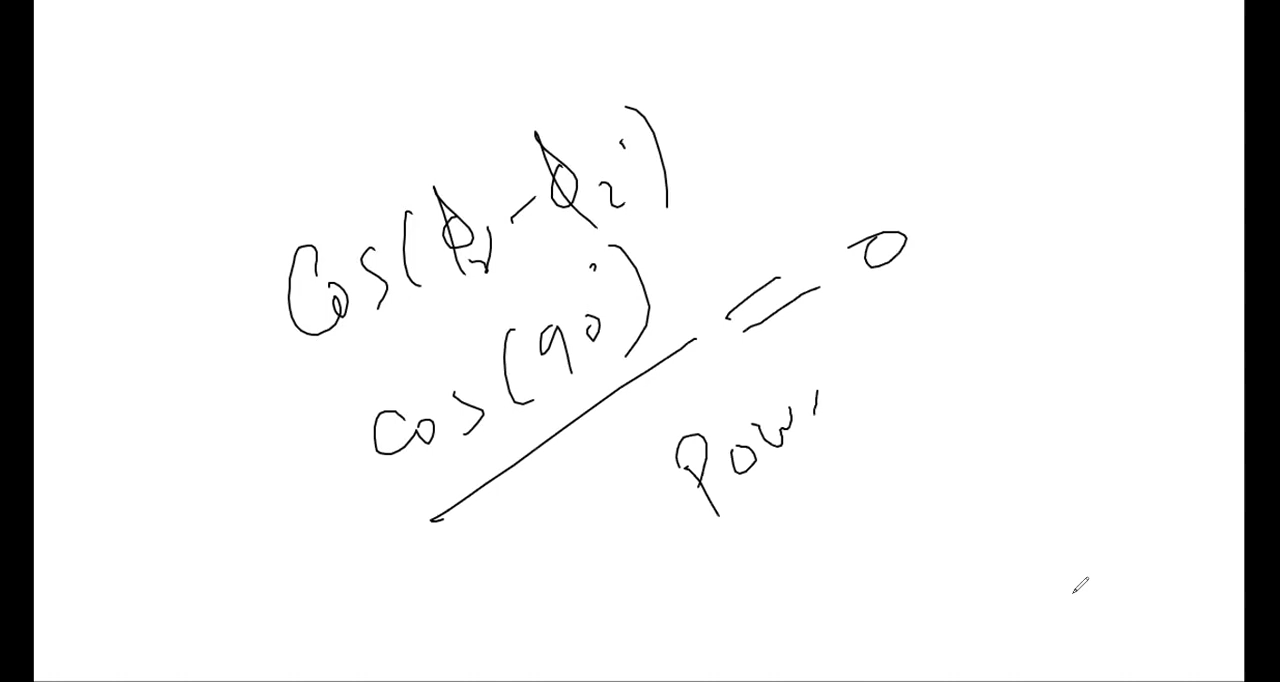 Cos(ϕ1-ϕ2)
cos(90°) = 0
Pow